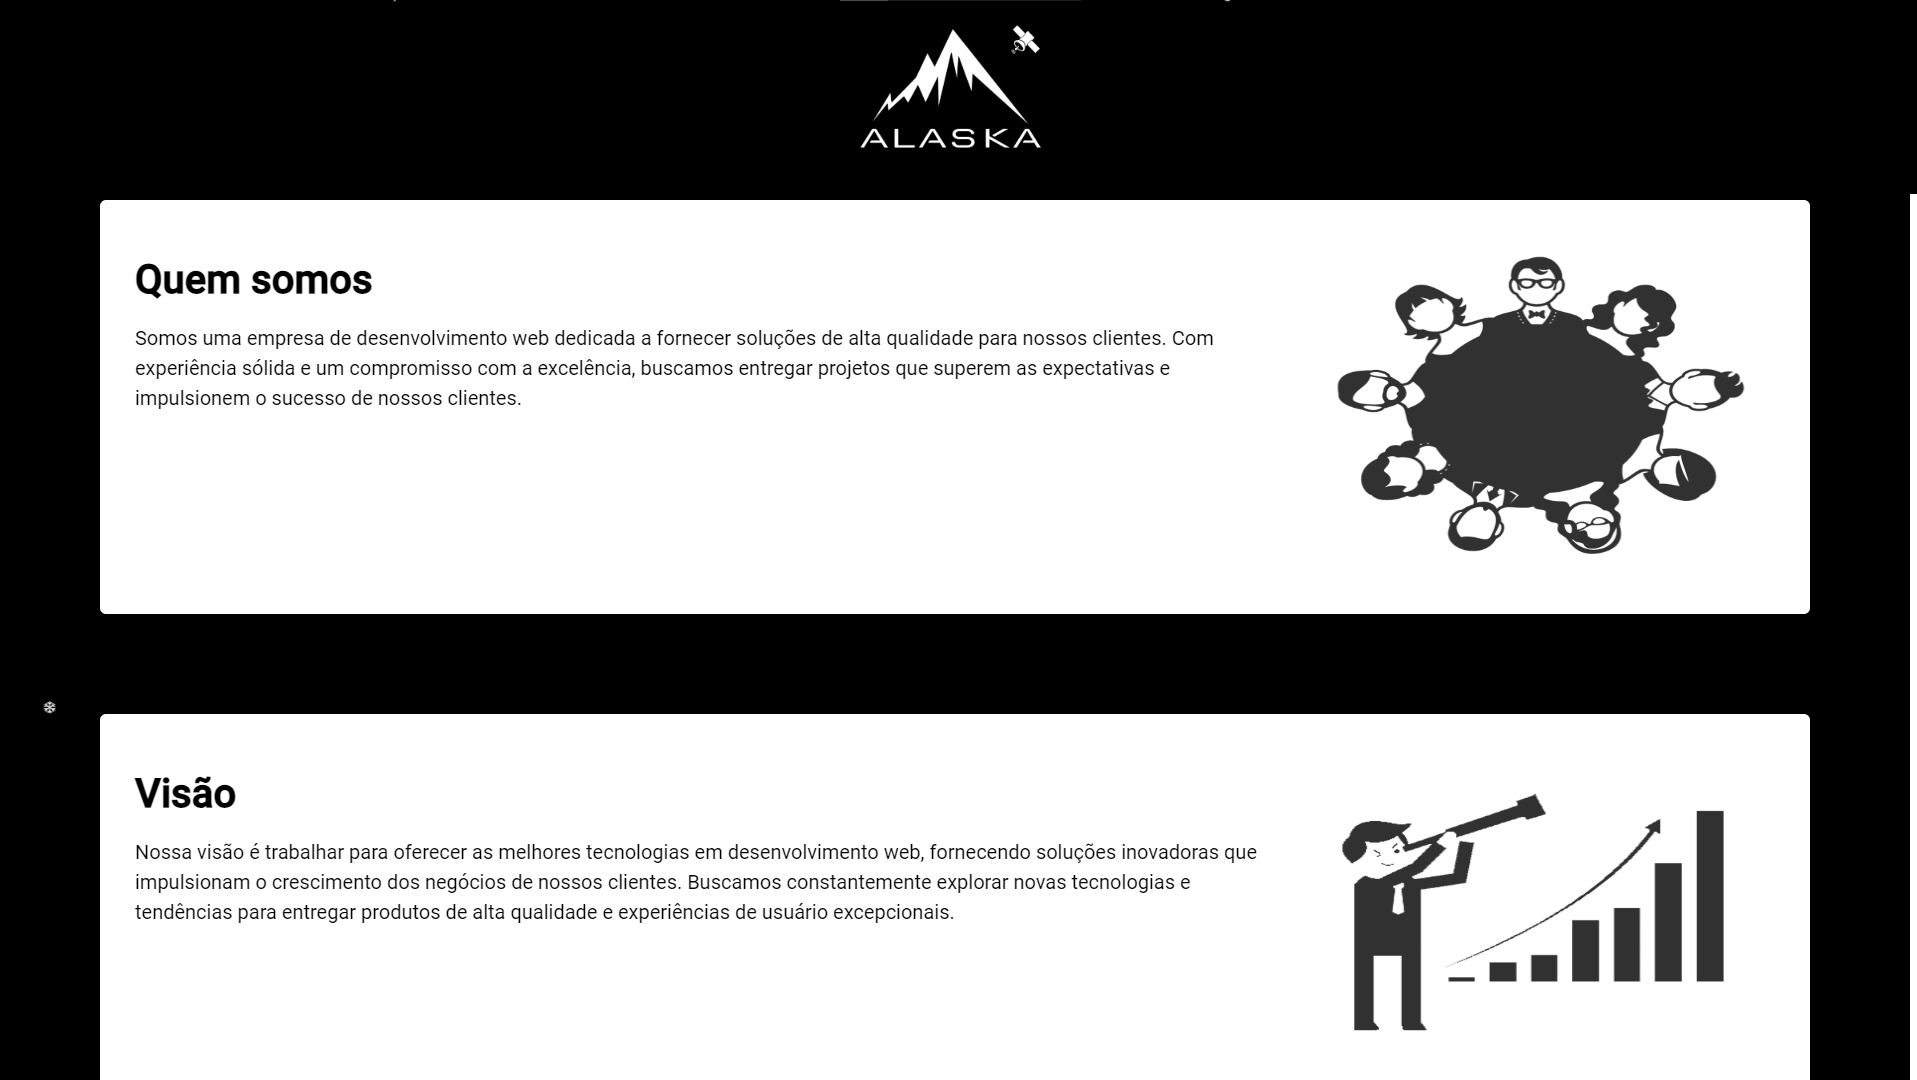 ALASKA
Quem somos
Somos uma empresa de desenvolvimento web dedicada a fornecer soluções de alta qualidade para nossos clientes. Com
experiência sólida e um compromisso com a excelência, buscamos entregar projetos que superem as expectativas e
impulsionem o sucesso de nossos clientes.
Visão
Nossa visão é trabalhar para oferecer as melhores tecnologias em desenvolvimento web, fornecendo soluções inovadoras que
impulsionam o crescimento dos negócios de nossos clientes. Buscamos constantemente explorar novas tecnologias e
tendências para entregar produtos de alta qualidade e experiências de usuário excepcionais.